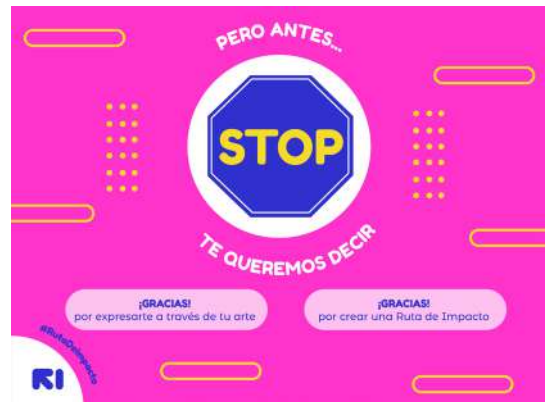 PERO ANTES...
STOP
TE QUEREMOS DECIR
¡GRACIAS!
por expresarte a través de tu arte
¡GRACIAS!
por crear una Ruta de Impacto
#RutaDeImpacto
RI